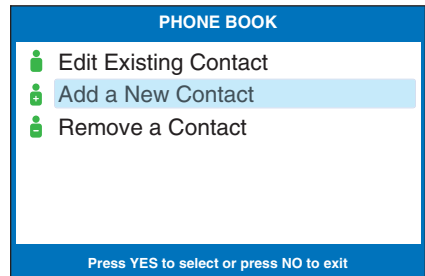 PHONE BOOK
Edit Existing Contact
Add a New Contact
Remove a Contact
Press YES to select or press NO to exit